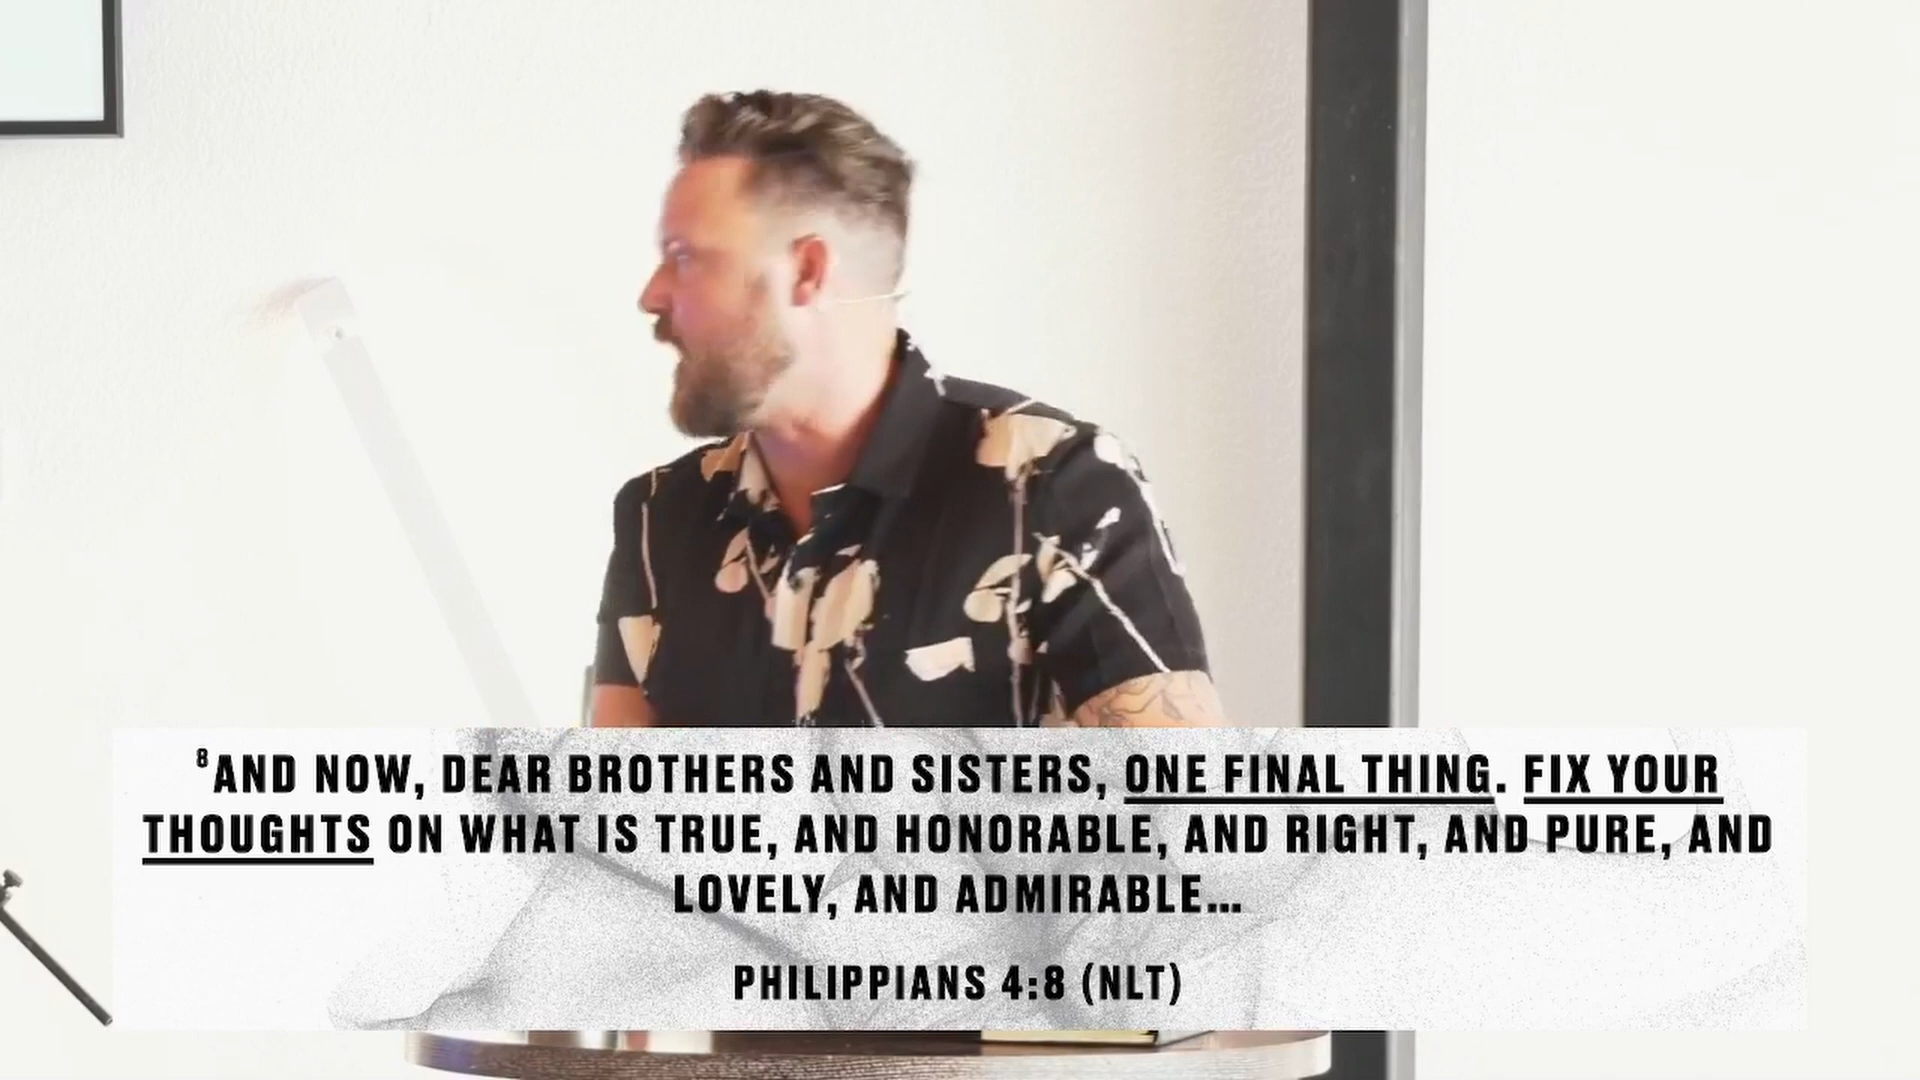 ⁸AND NOW, DEAR BROTHERS AND SISTERS, ONE FINAL THING. FIX YOUR
THOUGHTS ON WHAT IS TRUE, AND HONORABLE, AND RIGHT, AND PURE, AND
LOVELY, AND ADMIRABLE...
PHILIPPIANS 4:8 (NLT)